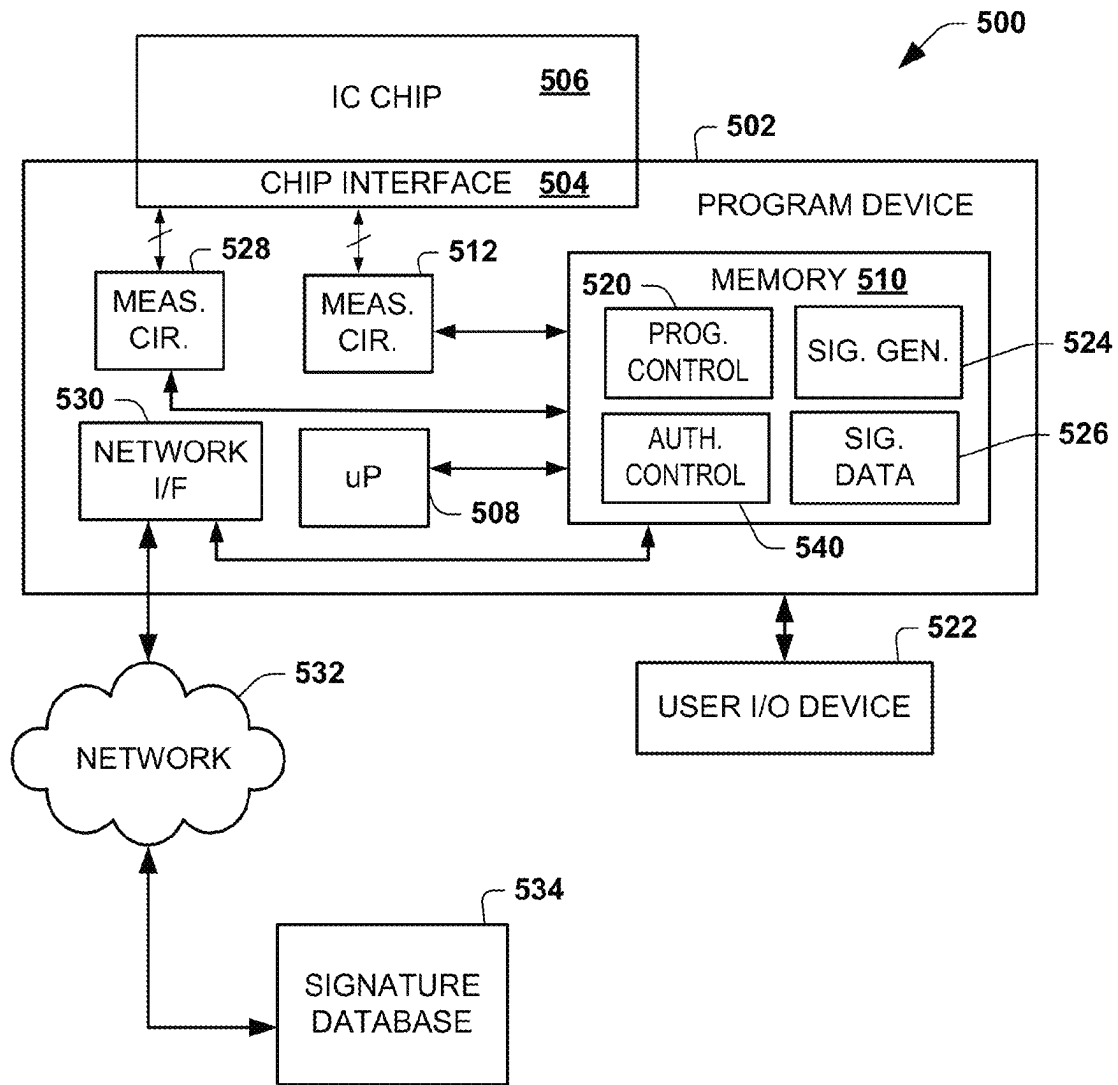 500
IC CHIP 506
502
CHIP INTERFACE 504
PROGRAM DEVICE
528
512
MEAS.
CIR.
MEAS.
CIR.
MEMORY 510
520
PROG.
CONTROL
SIG. GEN.
524
530
NETWORK
I/F
uP
508
AUTH.
CONTROL
SIG.
DATA
526
540
522
USER I/O DEVICE
532
NETWORK
534
SIGNATURE
DATABASE